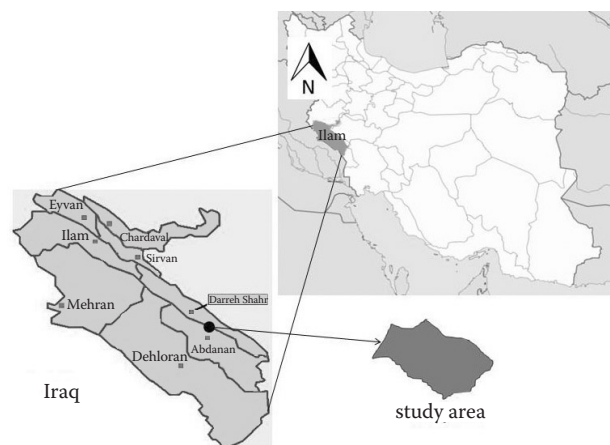 N
Ilam
Eyvan
Chardaval
Ilam
Sirvan
Darreh Shahr
Mehran
Abdanan
Dehloran
Iraq
study area